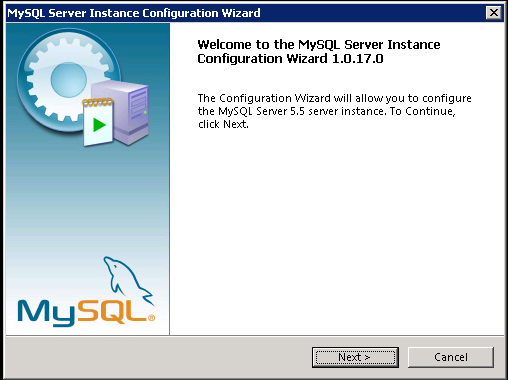 MySQL Server Instance Configuration Wizard
Welcome to the MySQL Server Instance
Configuration Wizard 1.0.17.0
The Configuration Wizard will allow you to configure
the MySQL Server 5.5 server instance. To Continue,
click Next.
MySQL®
Next >
Cancel